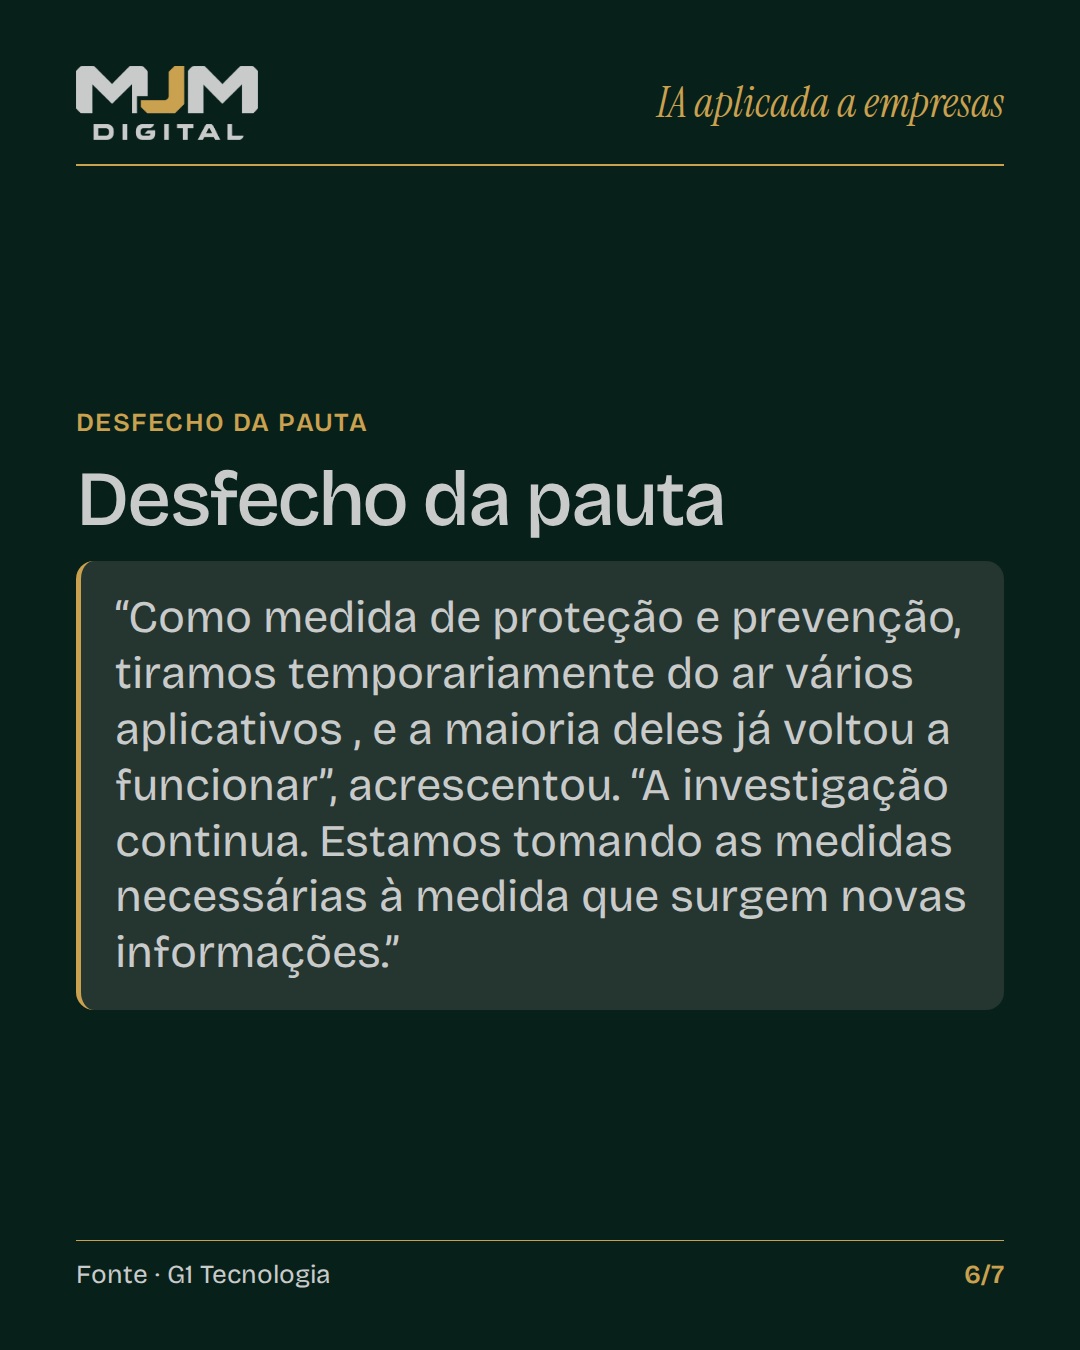 MJM
DIGITAL
IA aplicada a empresas
DESFECHO DA PAUTA
Desfecho da pauta
“Como medida de proteção e prevenção,
tiramos temporariamente do ar vários
aplicativos , e a maioria deles já voltou a
funcionar”, acrescentou. “A investigação
continua. Estamos tomando as medidas
necessárias à medida que surgem novas
informações.”
Fonte · G1 Tecnologia
6/7